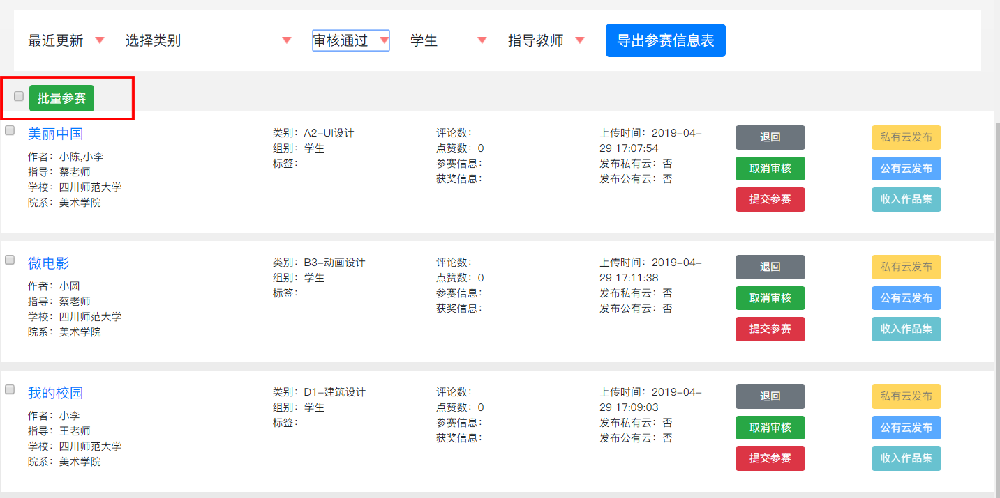 最近更新 选择类别 审核通过 学生 指导教师 导出参赛信息表
批量参赛
美丽中国
作者：小陈,小李
指导：蔡老师
学校：四川师范大学
院系：美术学院
类别：A2-UI设计
组别：学生
标签：
评论数：
点赞数：0
参赛信息：
获奖信息：
上传时间：2019-04-
29 17:07:54
发布私有云：否
发布公有云：否
退回
取消审核
提交参赛
私有云发布
公有云发布
收入作品集
微电影
作者：小圆
指导：蔡老师
学校：四川师范大学
院系：美术学院
类别：B3-动画设计
组别：学生
标签：
评论数：
点赞数：0
参赛信息：
获奖信息：
上传时间：2019-04-
29 17:11:38
发布私有云：否
发布公有云：否
退回
取消审核
提交参赛
私有云发布
公有云发布
收入作品集
我的校园
作者：小李
指导：王老师
学校：四川师范大学
院系：美术学院
类别：D1-建筑设计
组别：学生
标签：
评论数：
点赞数：0
参赛信息：
获奖信息：
上传时间：2019-04-
29 17:09:03
发布私有云：否
发布公有云：否
退回
取消审核
提交参赛
私有云发布
公有云发布
收入作品集